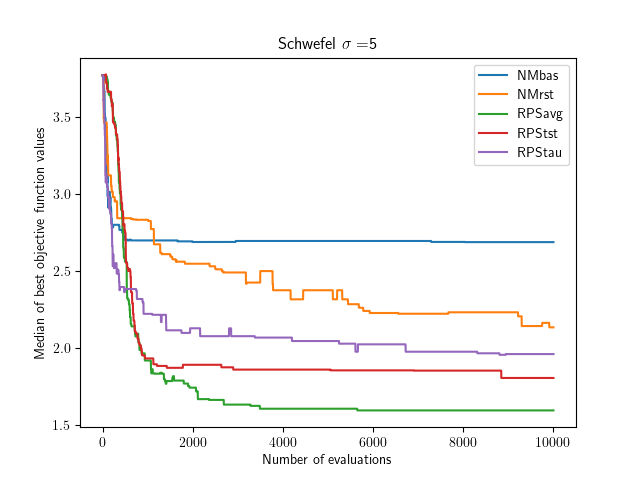 Schwefel σ =5
NMbas
NMrst
RPSavg
RPStst
RPStau
Median of best objective function values
3.5
3.0
2.5
2.0
1.5
0
2000
4000
6000
8000
10000
Number of evaluations